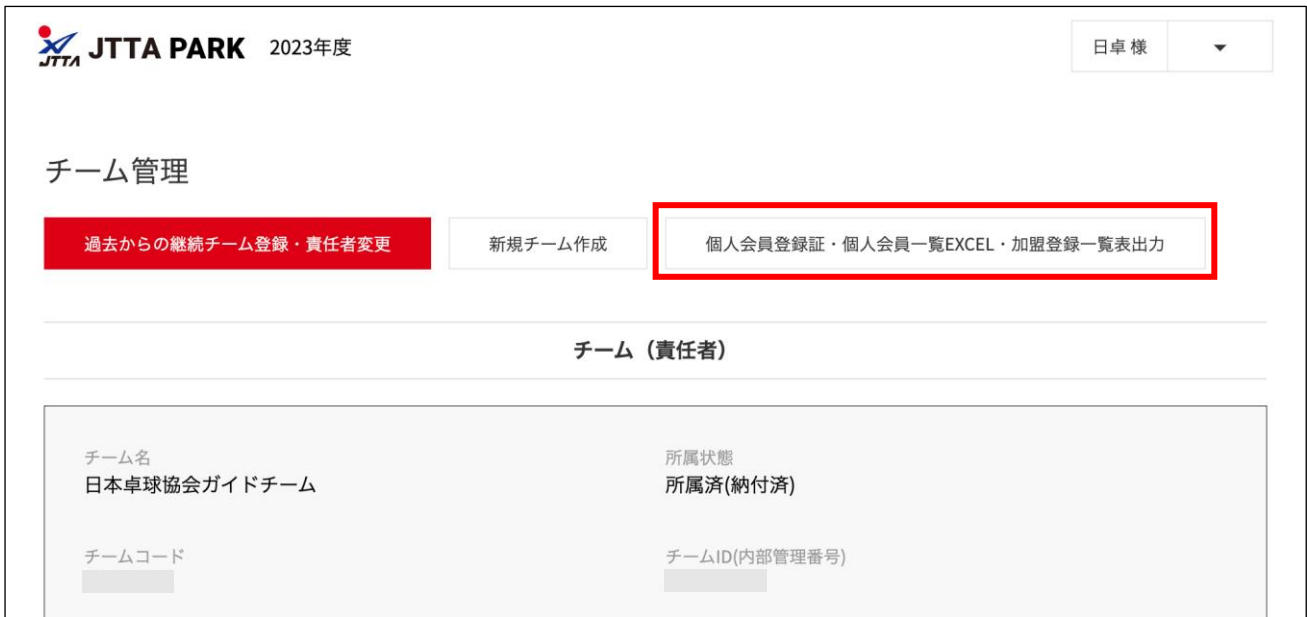 JTTA JTTA PARK 2023年度 日卓 様
チーム管理
過去からの継続チーム登録・責任者変更 新規チーム作成 個人会員登録証・個人会員一覧EXCEL・加盟登録一覧表出力
チーム（責任者）
チーム名 所属状態
日本卓球協会ガイドチーム 所属済(納付済)
チームコード チームID(内部管理番号)